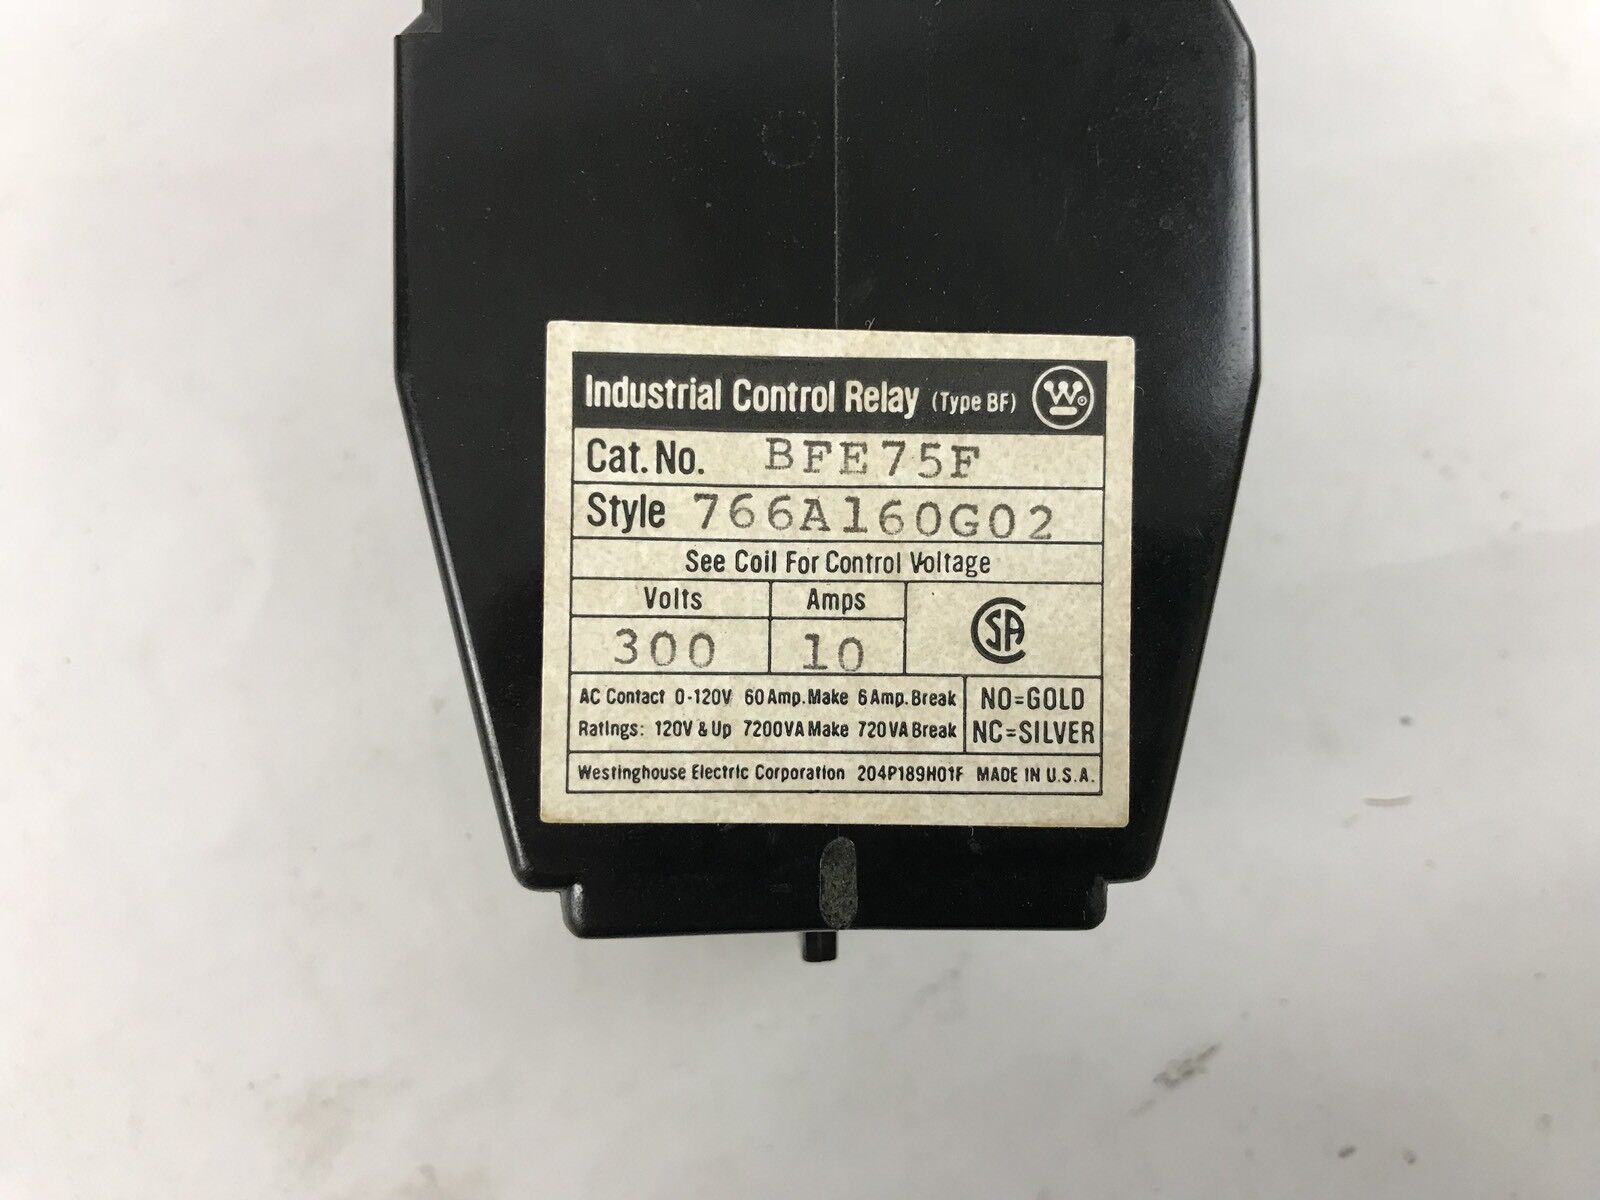 Industrial Control Relay (Type BF) W®
Cat. No. BFE75F
Style 766A160G02
See Coil For Control Voltage
Volts Amps
300 10 CSA
AC Contact 0-120V 60 Amp. Make 6 Amp. Break
Ratings: 120V & Up 7200VA Make 720VA Break
NO=GOLD
NC=SILVER
Westinghouse Electric Corporation 204P189H01F MADE IN U.S.A.